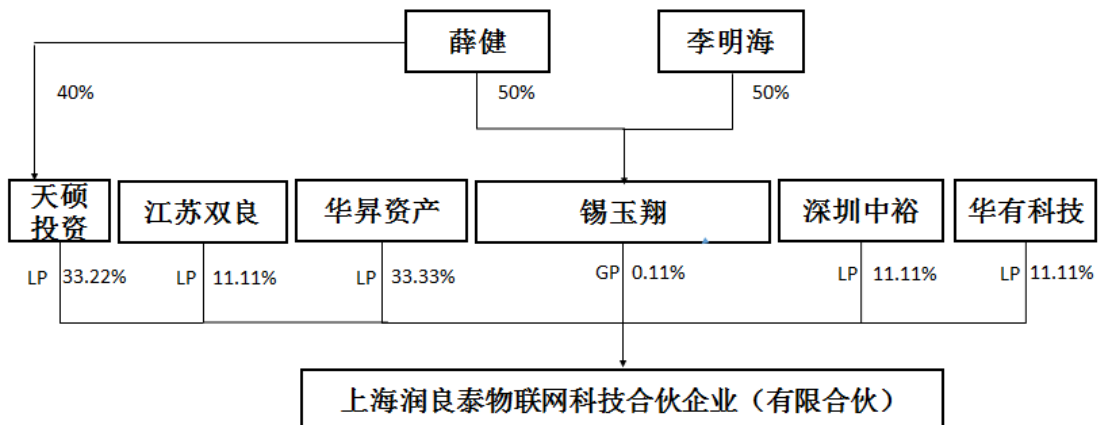 薛健
李明海
40%
50%
50%
天硕
投资
江苏双良
华昇资产
锡玉翔
深圳中裕
华有科技
LP 33.22%
LP 11.11%
LP 33.33%
GP 0.11%
LP 11.11%
LP 11.11%
上海润良泰物联网科技合伙企业（有限合伙）